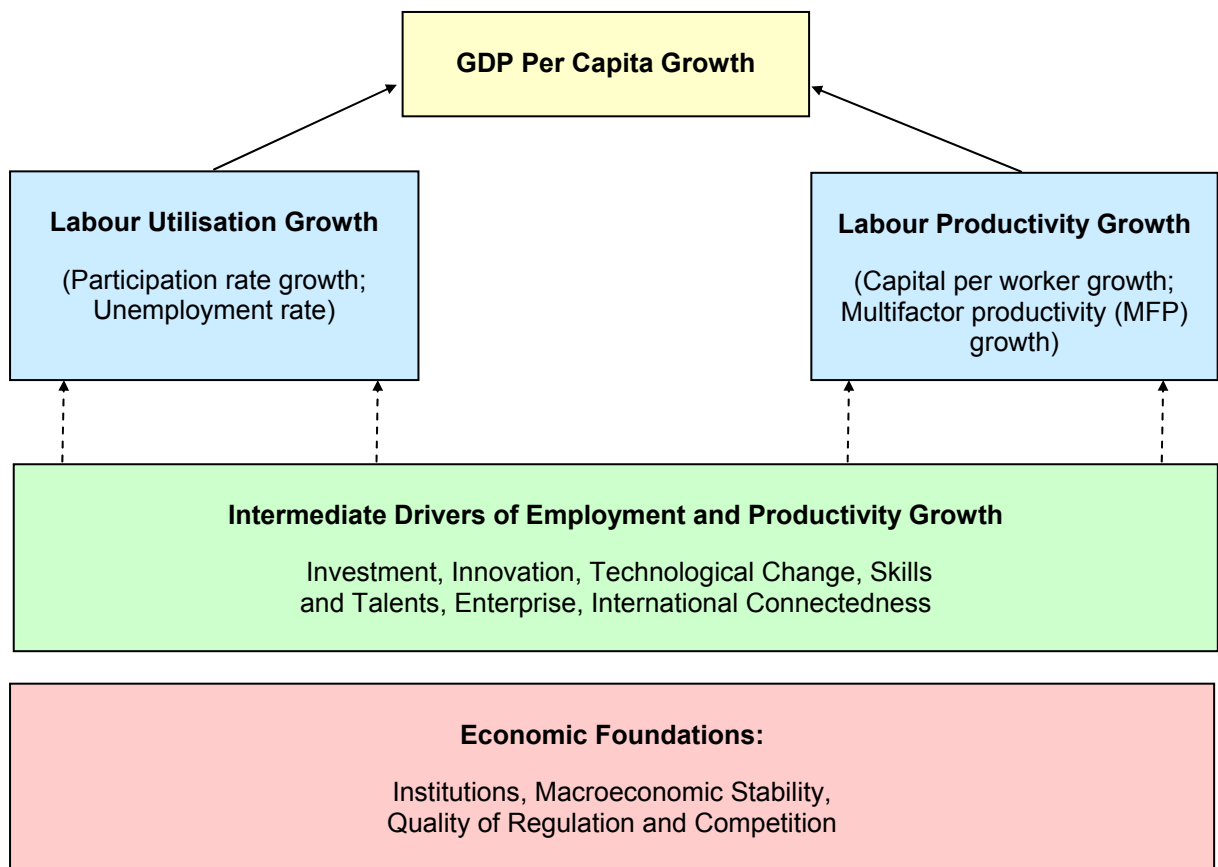 GDP Per Capita Growth
Labour Utilisation Growth
(Participation rate growth;
Unemployment rate)
Labour Productivity Growth
(Capital per worker growth;
Multifactor productivity (MFP)
growth)
Intermediate Drivers of Employment and Productivity Growth
Investment, Innovation, Technological Change, Skills
and Talents, Enterprise, International Connectedness
Economic Foundations:
Institutions, Macroeconomic Stability,
Quality of Regulation and Competition